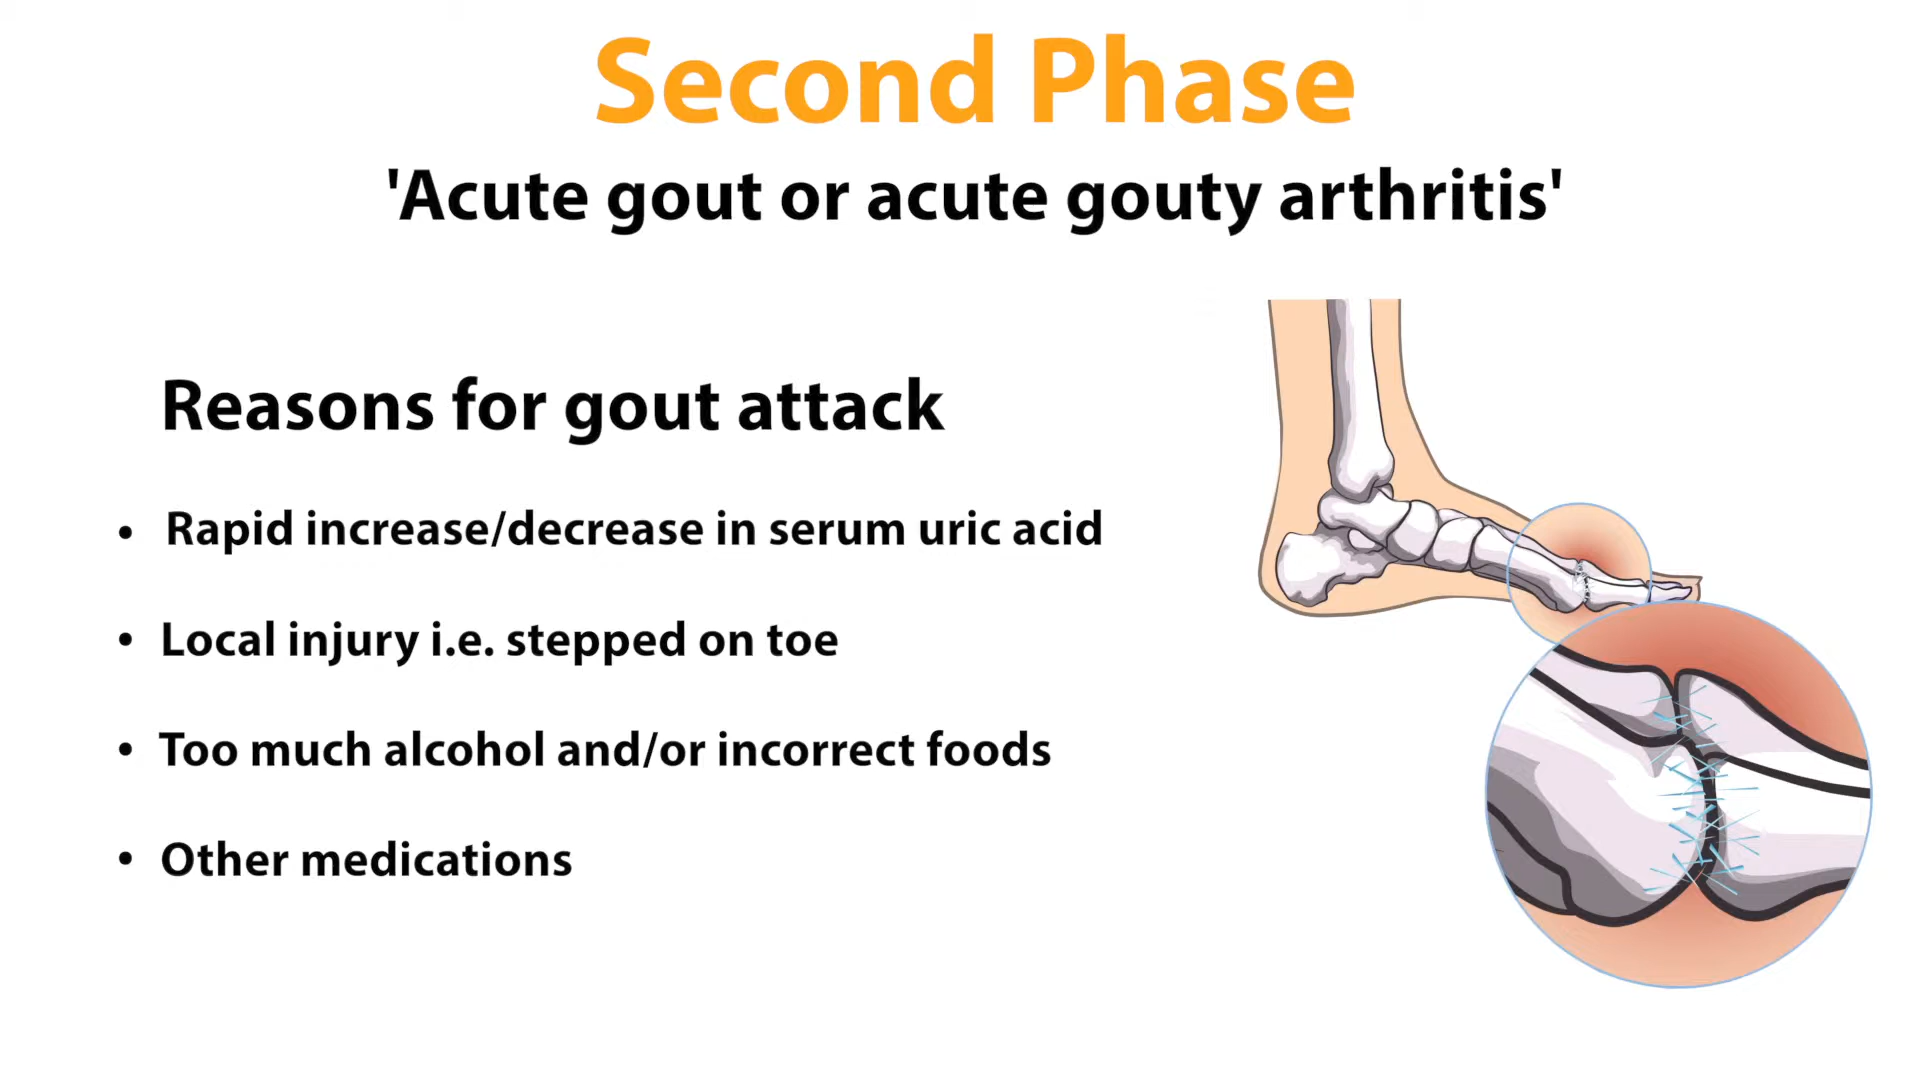 Second Phase
'Acute gout or acute gouty arthritis'
Reasons for gout attack
• Rapid increase/decrease in serum uric acid
• Local injury i.e. stepped on toe
• Too much alcohol and/or incorrect foods
• Other medications